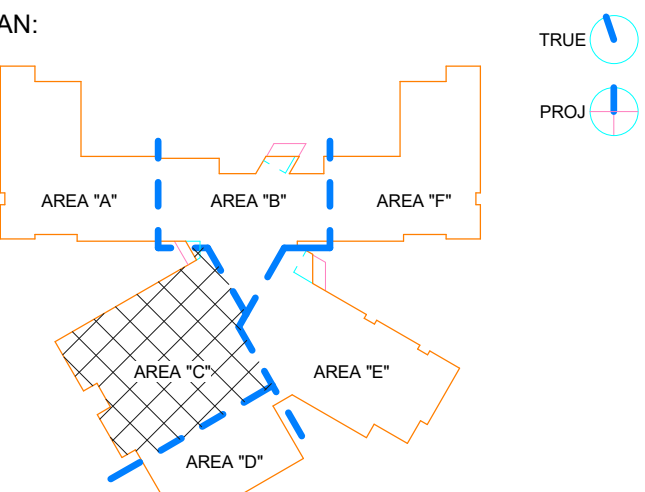 AN:
TRUE
PROJ
AREA "A"
AREA "B"
AREA "F"
AREA "C"
AREA "E"
AREA "D"